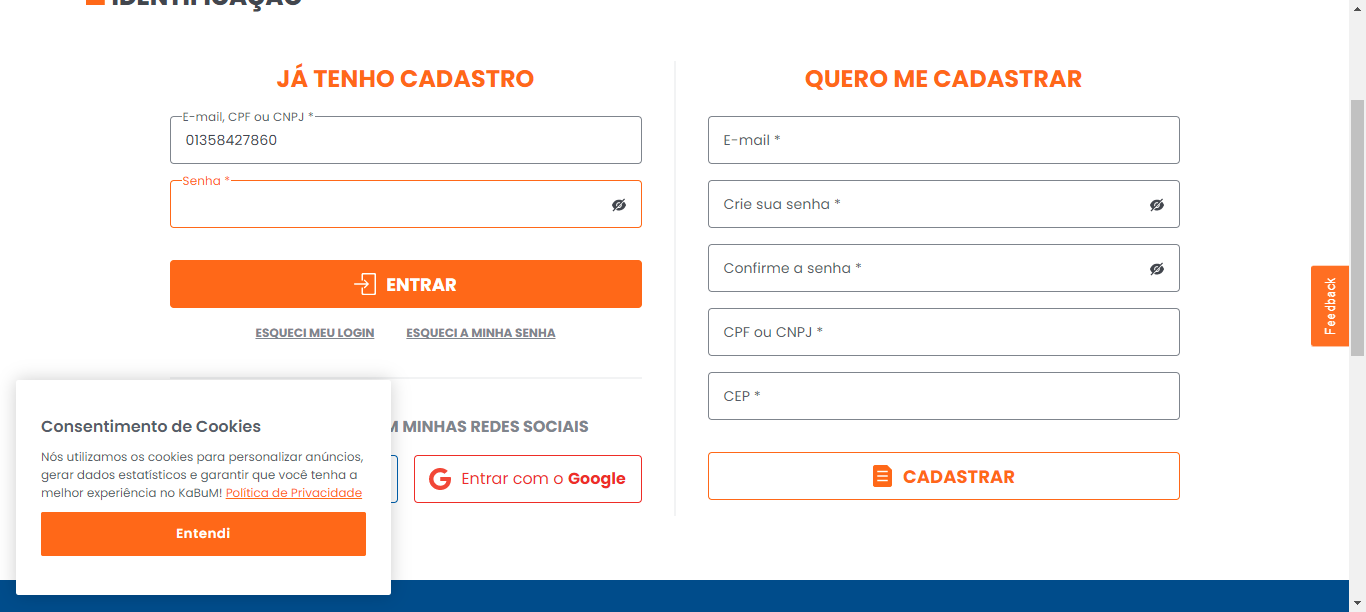 IDENTIFICAÇÃO
JÁ TENHO CADASTRO
E-mail, CPF ou CNPJ *
01358427860
Senha *
ENTRAR
ESQUECI MEU LOGIN
ESQUECI A MINHA SENHA
MINHAS REDES SOCIAIS
Entrar com o Google
QUERO ME CADASTRAR
E-mail *
Crie sua senha *
Confirme a senha *
CPF ou CNPJ *
CEP *
CADASTRAR
Feedback
Consentimento de Cookies
Nós utilizamos os cookies para personalizar anúncios,
gerar dados estatísticos e garantir que você tenha a
melhor experiência no KaBuM! Política de Privacidade
Entendi